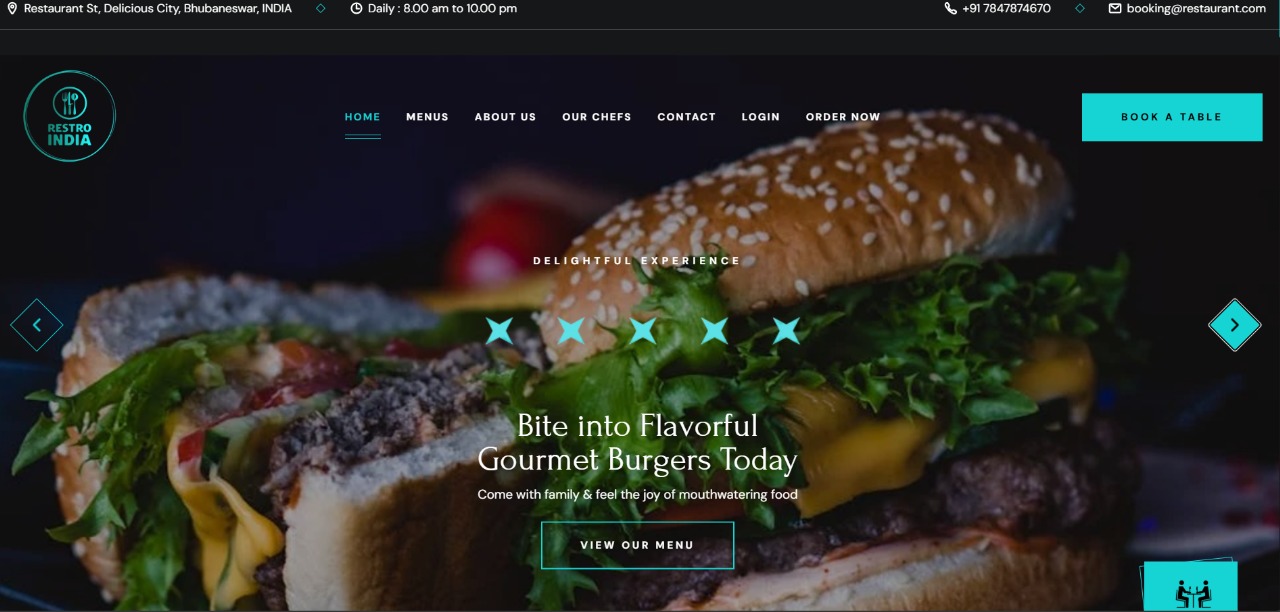 Restaurant St, Delicious City, Bhubaneswar, INDIA
Daily : 8.00 am to 10.00 pm
+91 7847874670
booking@restaurant.com
RESTRO
INDIA
HOME
MENUS
ABOUT US
OUR CHEFS
CONTACT
LOGIN
ORDER NOW
BOOK A TABLE
DELIGHTFUL EXPERIENCE
Bite into Flavorful
Gourmet Burgers Today
Come with family & feel the joy of mouthwatering food
VIEW OUR MENU